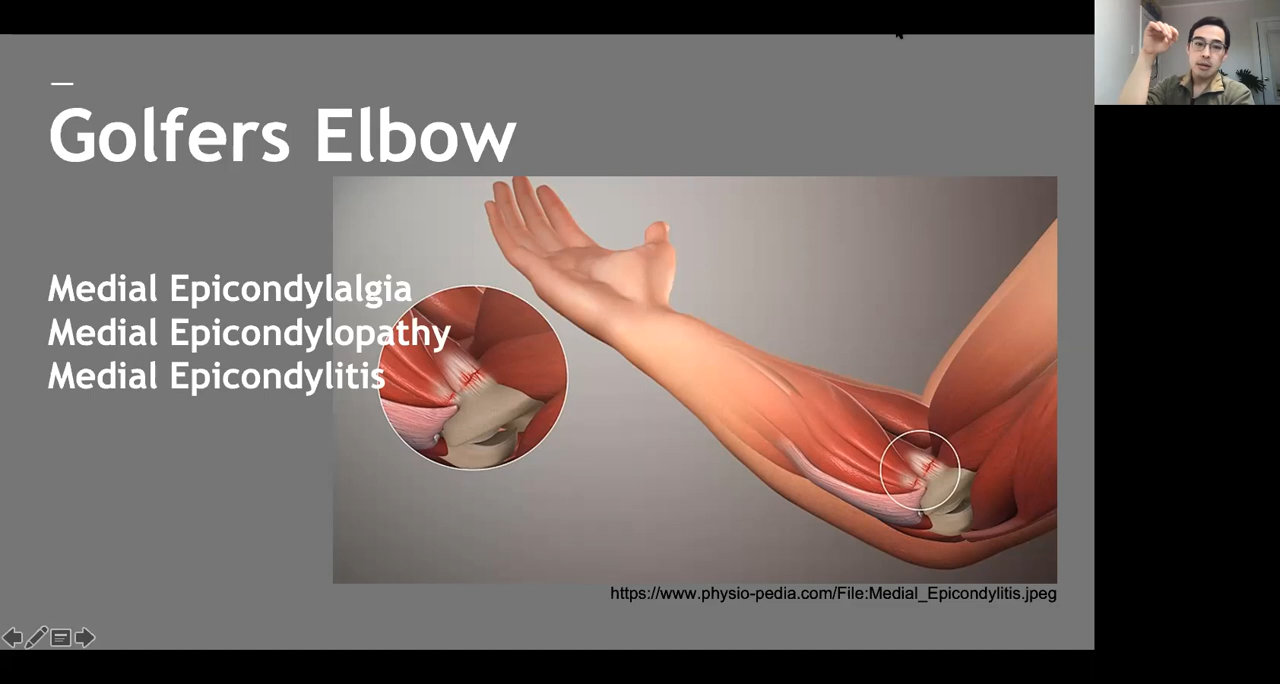 Golfers Elbow
Medial Epicondylalgia
Medial Epicondylopathy
Medial Epicondylitis
https://www.physio-pedia.com/File:Medial_Epicondylitis.jpeg